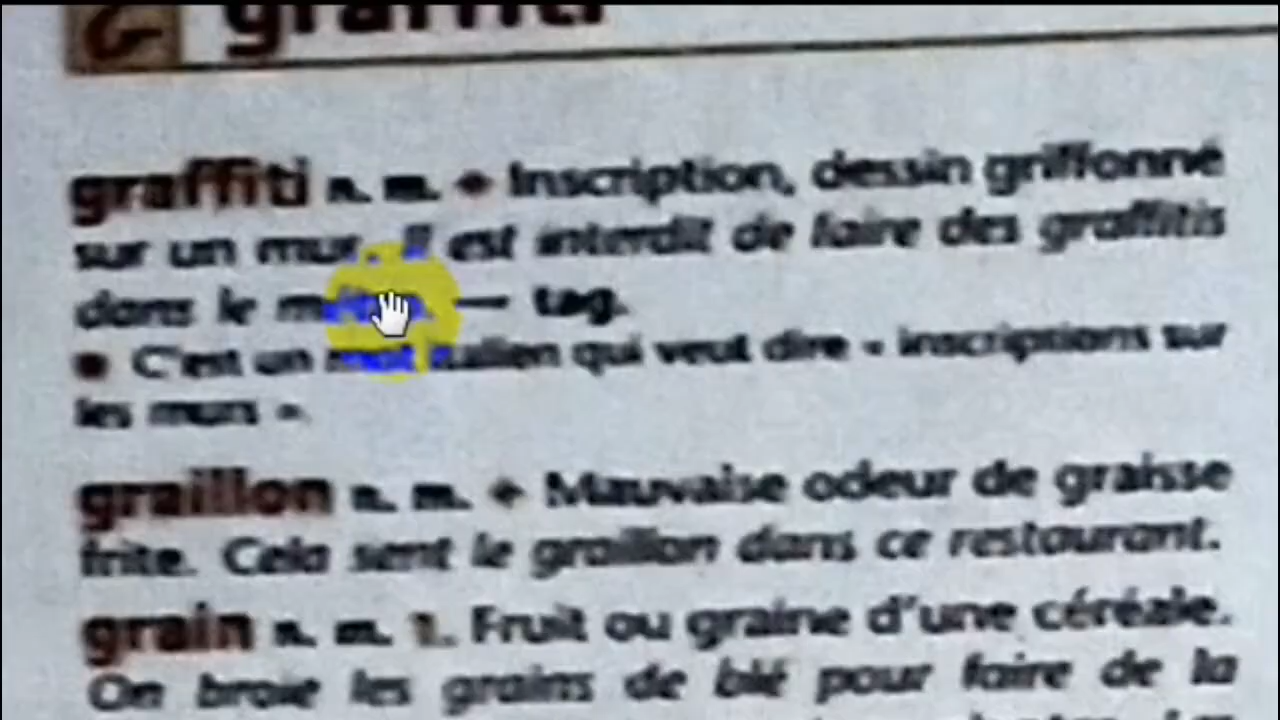 graffiti
graffiti n. m. ◆ Inscription, dessin griffonné
sur un mur. Il est interdit de faire des graffitis
dans le métro. — tag.
● C'est un mot italien qui veut dire « inscriptions sur
les murs ».
graillon n. m. ◆ Mauvaise odeur de graisse
frite. Cela sent le graillon dans ce restaurant.
grain n. m. 1. Fruit ou graine d'une céréale.
On broie les grains de blé pour faire de la